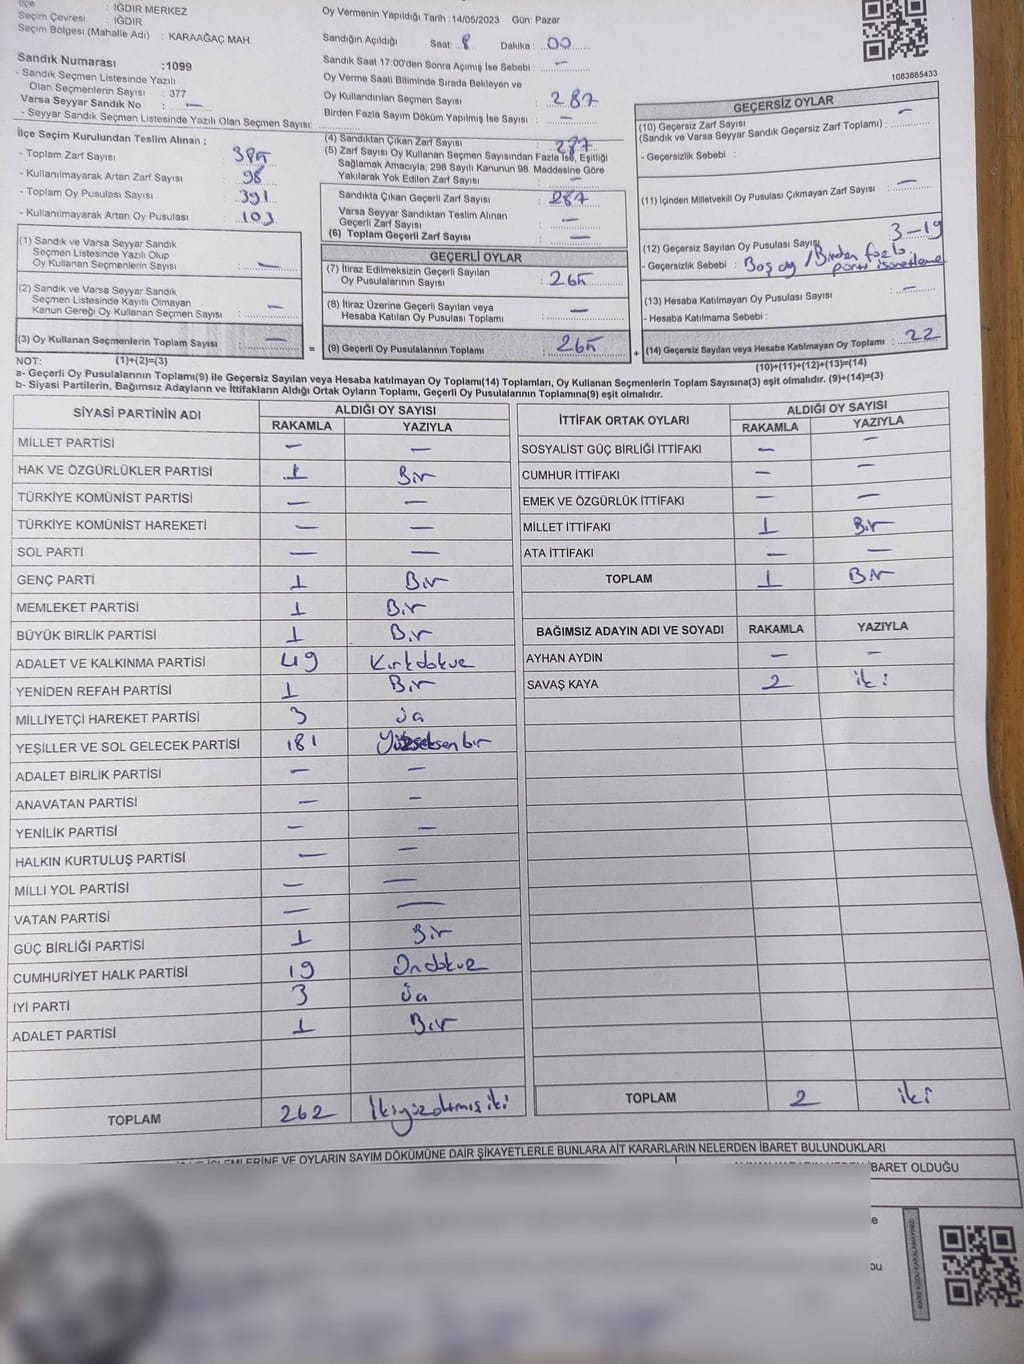 İlçe : IĞDIR MERKEZ
Seçim Çevresi : IĞDIR
Seçim Bölgesi (Mahalle Adı) : KARAAĞAÇ MAH.
Sandık Numarası :1099
- Sandık Seçmen Listesinde Yazılı
Olan Seçmenlerin Sayısı : 377
Varsa Seyyar Sandık No : —
- Seyyar Sandık Seçmen Listesinde Yazılı Olan Seçmen Sayısı:
İlçe Seçim Kurulundan Teslim Alınan ;
- Toplam Zarf Sayısı : 385
- Kullanılmayarak Artan Zarf Sayısı : 98
- Toplam Oy Pusulası Sayısı : 391
- Kullanılmayarak Artan Oy Pusulası : 103
(1) Sandık ve Varsa Seyyar Sandık
Seçmen Listesinde Yazılı Olup
Oy Kullanan Seçmenlerin Sayısı : —
(2) Sandık ve Varsa Seyyar Sandık
Seçmen Listesinde Kayıtlı Olmayan
Kanun Gereği Oy Kullanan Seçmen Sayısı : —
(3) Oy Kullanan Seçmenlerin Toplam Sayısı : —
(1)+(2)=(3)
Oy Vermenin Yapıldığı Tarih :14/05/2023 Gün: Pazar
Sandığın Açıldığı Saat: 8 Dakika : 00
Sandık Saat 17:00'den Sonra Açımış İse Sebebi : —
Oy Verme Saati Bitiminde Sırada Bekleyen ve
Oy Kullandırılan Seçmen Sayısı : 287
Birden Fazla Sayım Döküm Yapılmış İse Sayısı : —
(4) Sandıktan Çıkan Zarf Sayısı : 287
(5) Zarf Sayısı Oy Kullanan Seçmen Sayısından Fazla İse, Eşitliği
Sağlamak Amacıyla; 298 Sayılı Kanunun 98. Maddesine Göre
Yakılarak Yok Edilen Zarf Sayısı : —
Sandıkta Çıkan Geçerli Zarf Sayısı : 287
Varsa Seyyar Sandıktan Teslim Alınan
Geçerli Zarf Sayısı : —
(6) Toplam Geçerli Zarf Sayısı : —
GEÇERLİ OYLAR
(7) İtiraz Edilmeksizin Geçerli Sayılan
Oy Pusulalarının Sayısı : 265
(8) İtiraz Üzerine Geçerli Sayılan veya
Hesaba Katılan Oy Pusulası Toplamı : —
= (9) Geçerli Oy Pusulalarının Toplamı : 265
1083865433
GEÇERSİZ OYLAR
(10) Geçersiz Zarf Sayısı : —
(Sandık ve Varsa Seyyar Sandık Geçersiz Zarf Toplamı) :
- Geçersizlik Sebebi :
(11) İçinden Milletvekili Oy Pusulası Çıkmayan Zarf Sayısı : —
(12) Geçersiz Sayılan Oy Pusulası Sayısı 3-19
- Geçersizlik Sebebi : Boş oy / Birden fazla
parti işaretleme
(13) Hesaba Katılmayan Oy Pusulası Sayısı : —
- Hesaba Katılmama Sebebi :
+ (14) Geçersiz Sayılan veya Hesaba Katılmayan Oy Toplamı : 22
(10)+(11)+(12)+(13)=(14)
NOT:
a- Geçerli Oy Pusulalarının Toplamı(9) ile Geçersiz Sayılan veya Hesaba katılmayan Oy Toplamı(14) Toplamları, Oy Kullanan Seçmenlerin Toplam Sayısına(3) eşit olmalıdır. (9)+(14)=(3)
b- Siyasi Partilerin, Bağımsız Adayların ve İttifakların Aldığı Ortak Oyların Toplamı, Geçerli Oy Pusulalarının Toplamına(9) eşit olmalıdır.
SİYASİ PARTİNİN ADI ALDIĞI OY SAYISI
RAKAMLA YAZIYLA
MİLLET PARTİSİ — —
HAK VE ÖZGÜRLÜKLER PARTİSİ 1 Bir
TÜRKİYE KOMÜNİST PARTİSİ — —
TÜRKİYE KOMÜNİST HAREKETİ — —
SOL PARTİ — —
GENÇ PARTİ 1 Bir
MEMLEKET PARTİSİ 1 Bir
BÜYÜK BİRLİK PARTİSİ 1 Bir
ADALET VE KALKINMA PARTİSİ 49 Kırkdokuz
YENİDEN REFAH PARTİSİ 1 Bir
MİLLİYETÇİ HAREKET PARTİSİ 3 üç
YEŞİLLER VE SOL GELECEK PARTİSİ 181 Yüzseksenbir
ADALET BİRLİK PARTİSİ — —
ANAVATAN PARTİSİ — —
YENİLİK PARTİSİ — —
HALKIN KURTULUŞ PARTİSİ — —
MİLLİ YOL PARTİSİ — —
VATAN PARTİSİ — —
GÜÇ BİRLİĞİ PARTİSİ 1 Bir
CUMHURİYET HALK PARTİSİ 19 Ondokuz
İYİ PARTİ 3 üç
ADALET PARTİSİ 1 Bir
TOPLAM 262 İkiyüzaltmışiki
İTTİFAK ORTAK OYLARI ALDIĞI OY SAYISI
RAKAMLA YAZIYLA
SOSYALİST GÜÇ BİRLİĞİ İTTİFAKI — —
CUMHUR İTTİFAKI — —
EMEK VE ÖZGÜRLÜK İTTİFAKI — —
MİLLET İTTİFAKI 1 Bir
ATA İTTİFAKI — —
TOPLAM 1 Bir
BAĞIMSIZ ADAYIN ADI VE SOYADI RAKAMLA YAZIYLA
AYHAN AYDIN — —
SAVAŞ KAYA 2 iki
TOPLAM 2 iki
İŞLEMLERİNE VE OYLARIN SAYIM DÖKÜMÜNE DAİR ŞİKAYETLERLE BUNLARA AİT KARARLARIN NELERDEN İBARET BULUNDUKLARI
İBARET OLDUĞU